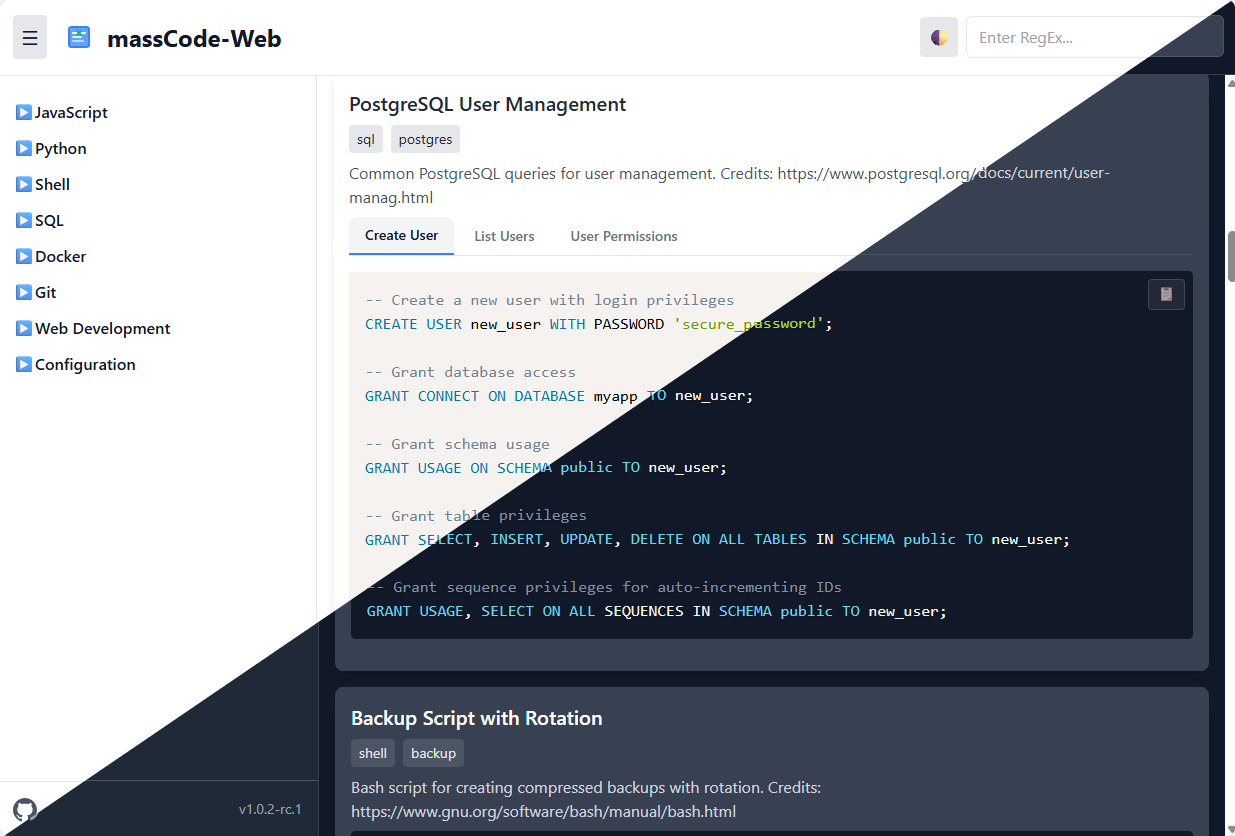 massCode-Web
Enter RegEx...
JavaScript
Python
Shell
SQL
Docker
Git
Web Development
Configuration
v1.0.2-rc.1
PostgreSQL User Management
sql postgres
Common PostgreSQL queries for user management. Credits: https://www.postgresql.org/docs/current/user-
manag.html
Create User List Users User Permissions
-- Create a new user with login privileges
CREATE USER new_user WITH PASSWORD 'secure_password';
-- Grant database access
GRANT CONNECT ON DATABASE myapp TO new_user;
-- Grant schema usage
GRANT USAGE ON SCHEMA public TO new_user;
-- Grant table privileges
GRANT SELECT, INSERT, UPDATE, DELETE ON ALL TABLES IN SCHEMA public TO new_user;
-- Grant sequence privileges for auto-incrementing IDs
GRANT USAGE, SELECT ON ALL SEQUENCES IN SCHEMA public TO new_user;
Backup Script with Rotation
shell backup
Bash script for creating compressed backups with rotation. Credits:
https://www.gnu.org/software/bash/manual/bash.html